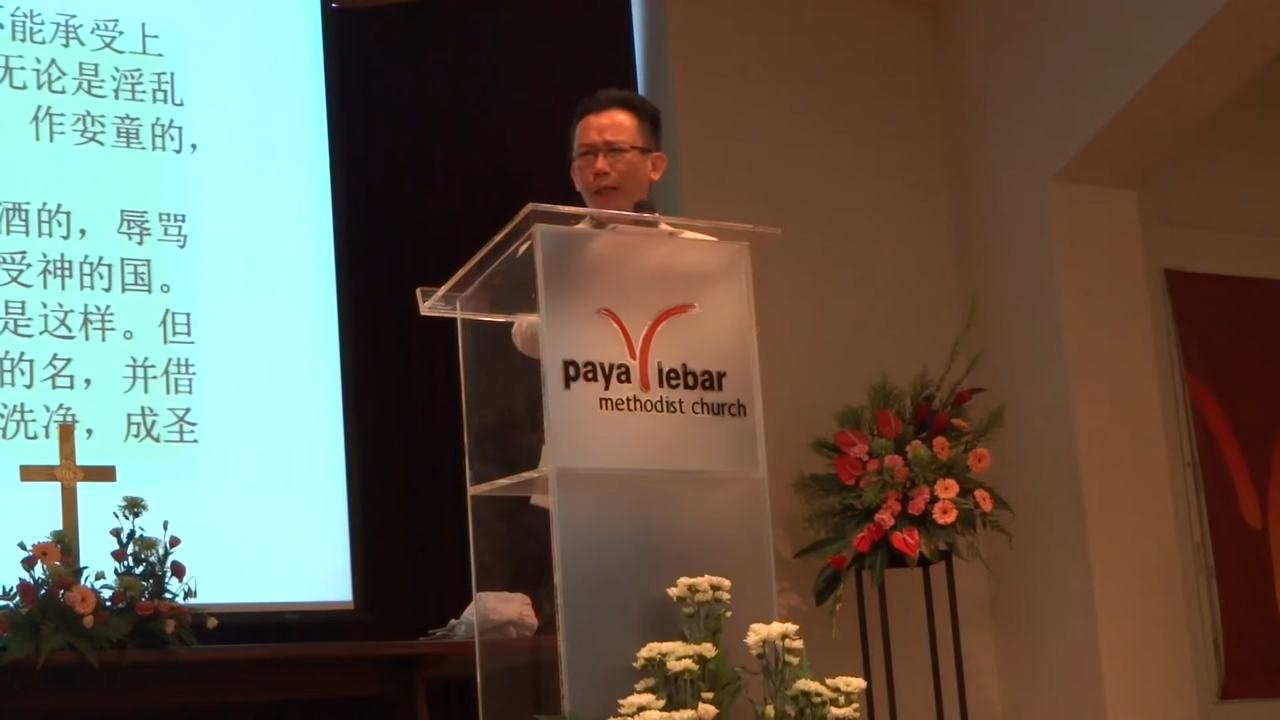 不能承受上
无论是淫乱
作娈童的,
酒的，辱骂
受神的国。
是这样。但
的名，并借
洗净，成圣
paya lebar
methodist church